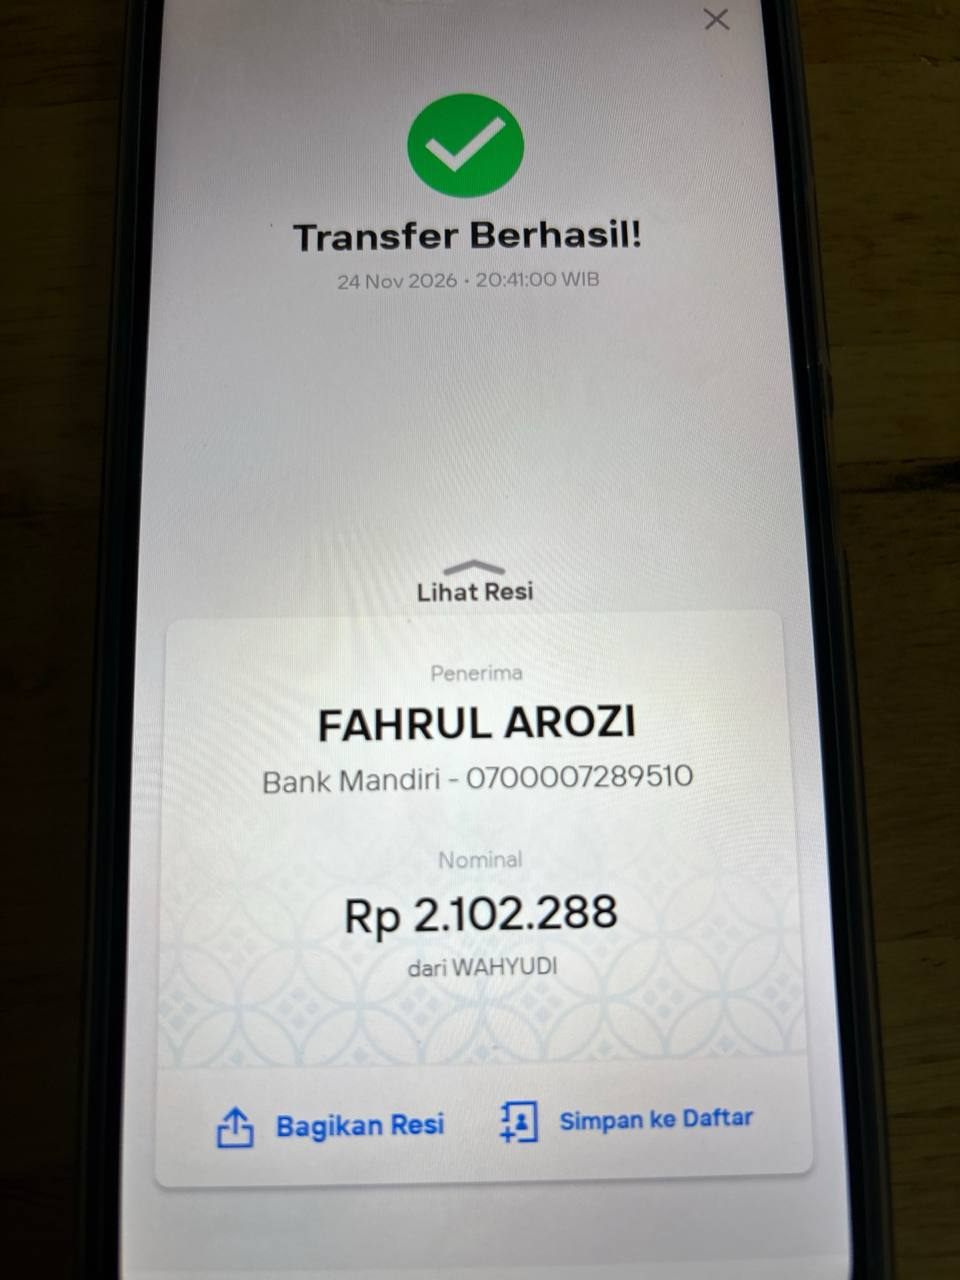 Transfer Berhasil!
24 Nov 2026 • 20:41:00 WIB
Lihat Resi
Penerima
FAHRUL AROZI
Bank Mandiri - 0700007289510
Nominal
Rp 2.102.288
dari WAHYUDI
Bagikan Resi
Simpan ke Daftar